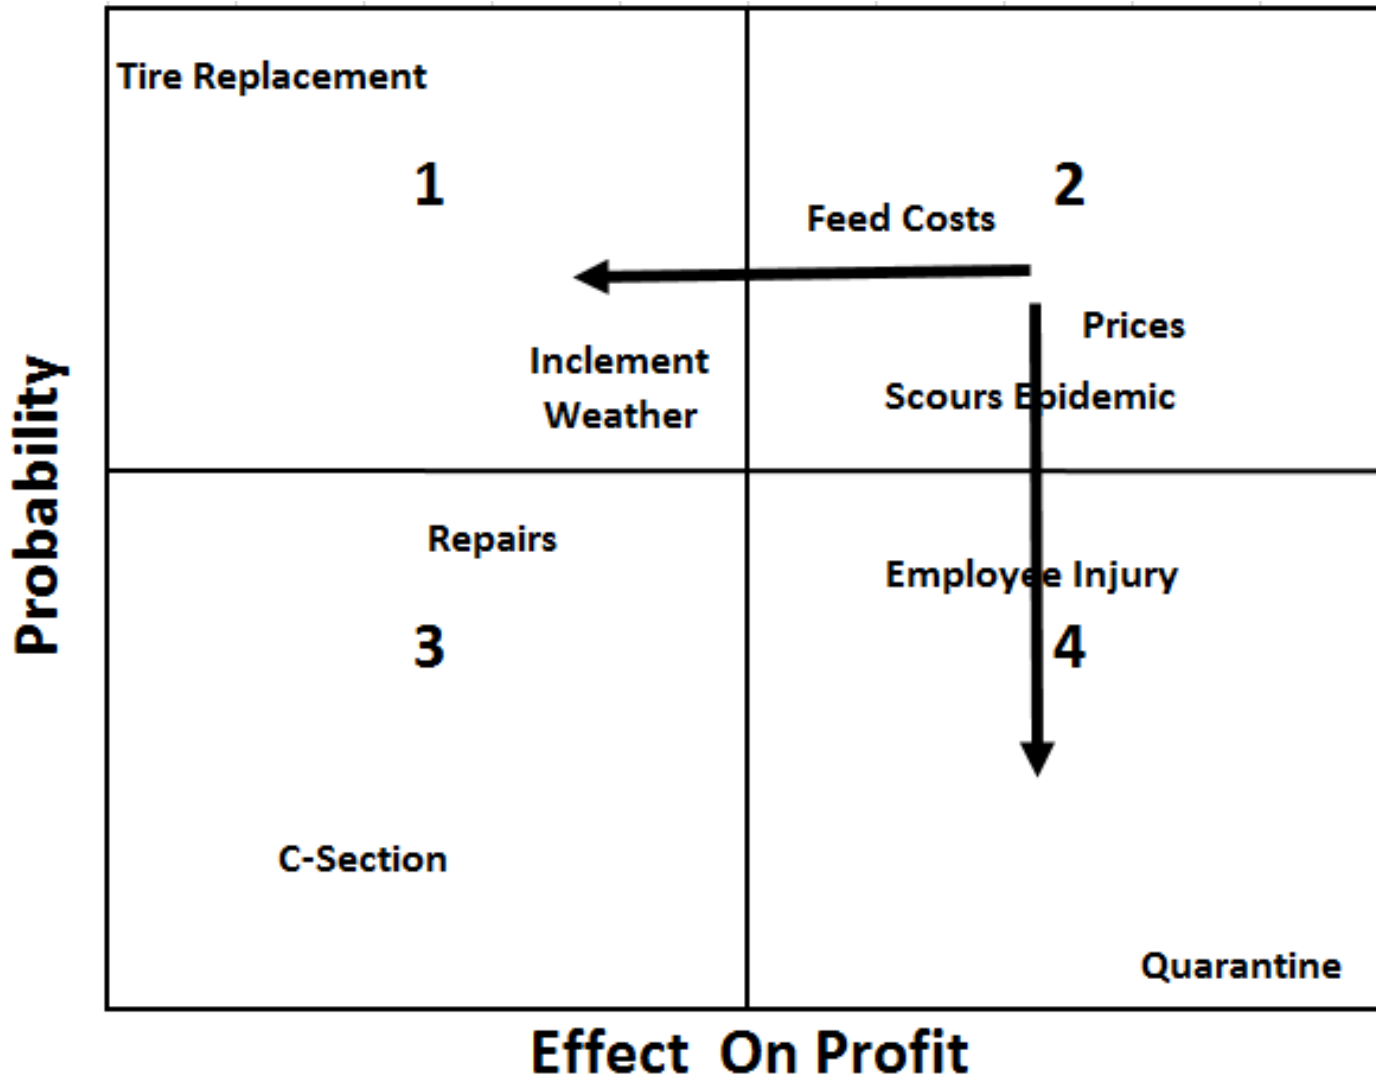 Tire Replacement
1
2
Feed Costs
Prices
Inclement
Weather
Scours Epidemic
Probability
Repairs
Employee Injury
3
4
C-Section
Quarantine
Effect On Profit